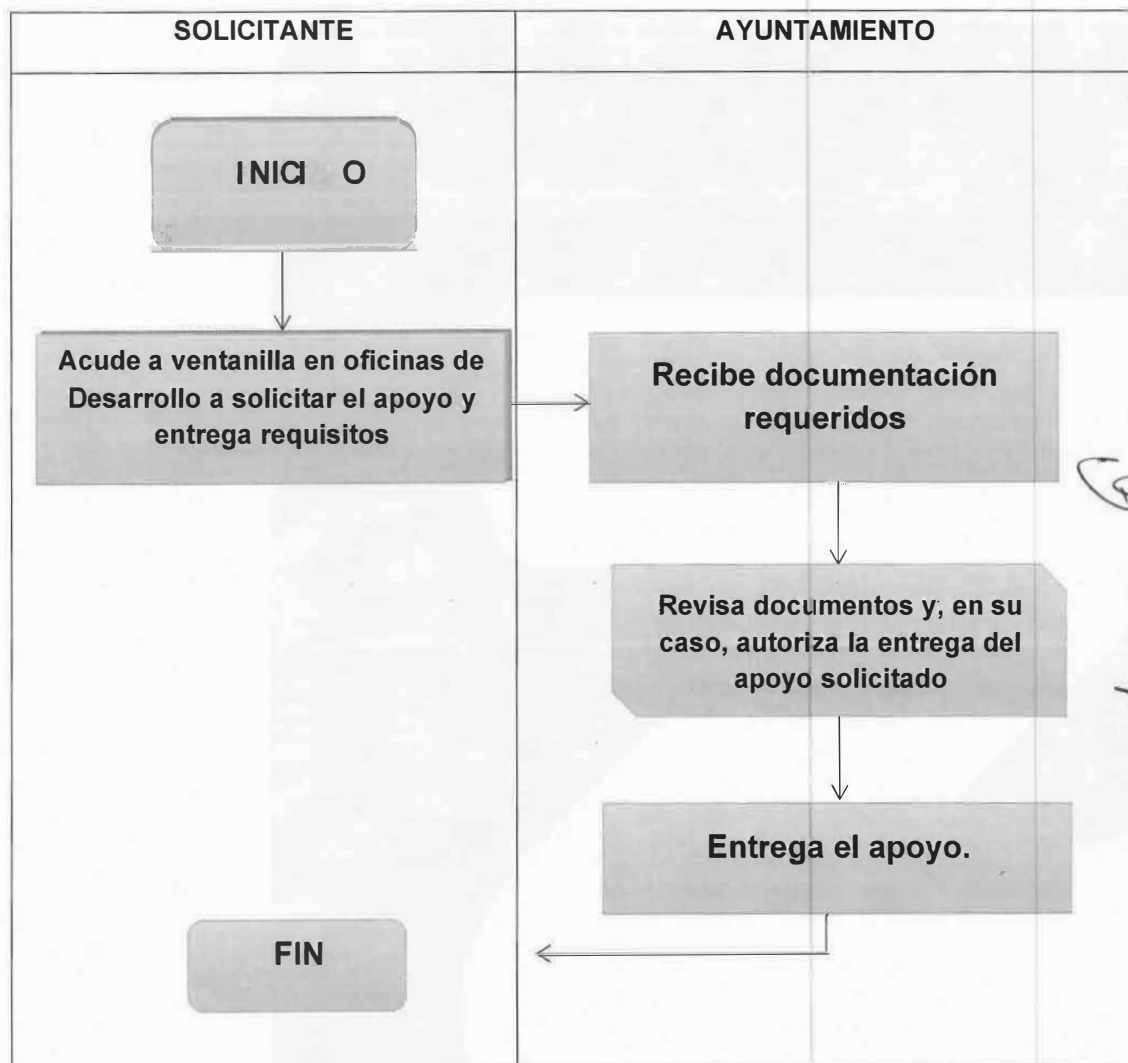 SOLICITANTE
AYUNTAMIENTO
INICI O
Acude a ventanilla en oficinas de
Desarrollo a solicitar el apoyo y
entrega requisitos
Recibe documentación
requeridos
Revisa documentos y, en su
caso, autoriza la entrega del
apoyo solicitado
Entrega el apoyo.
FIN